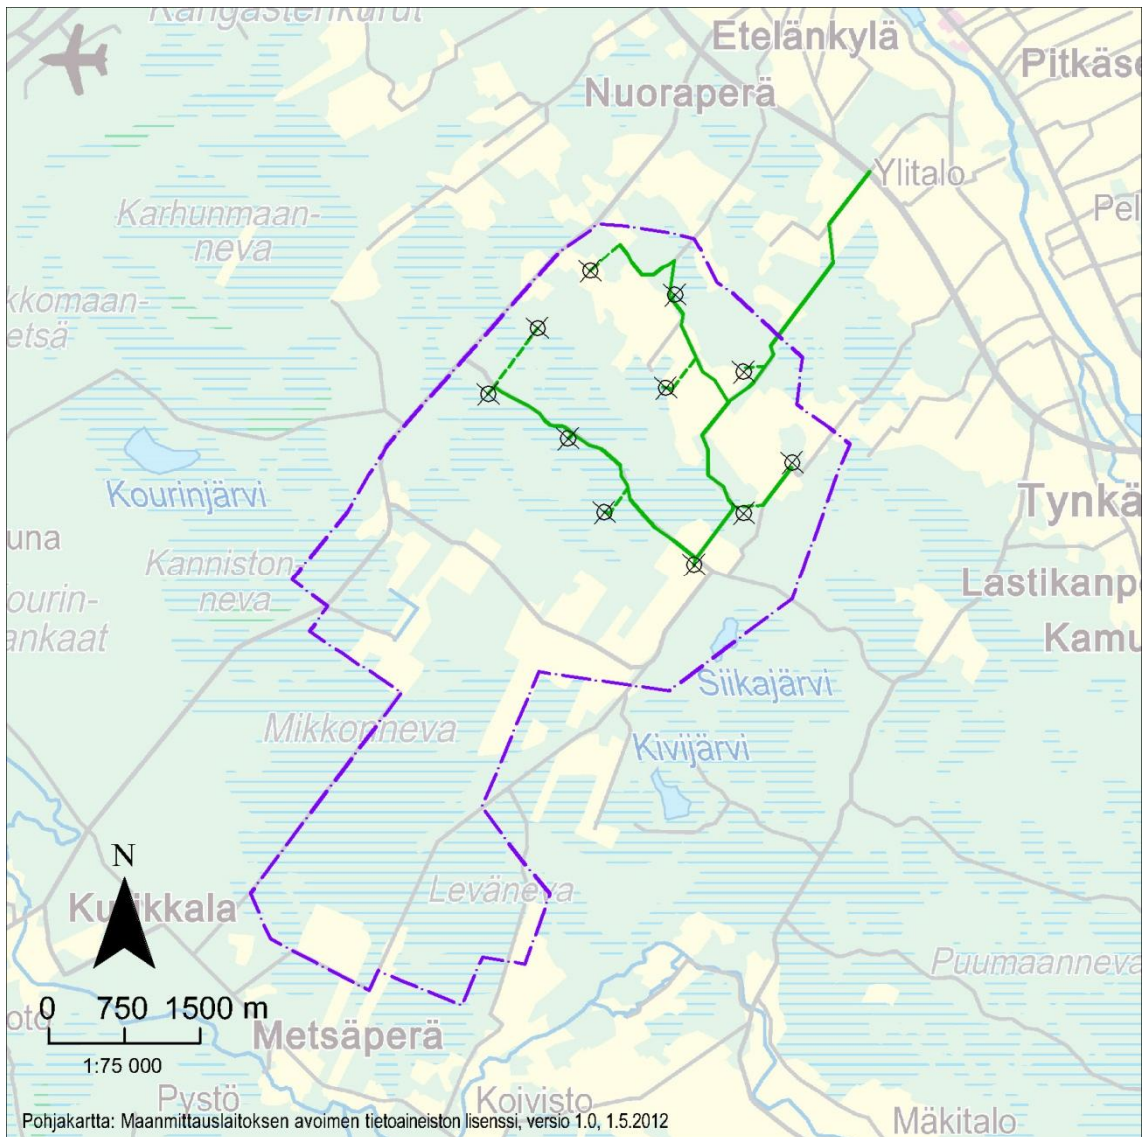 Kangastenkurut
Etelänkylä
Pitkäse
Nuoraperä
Ylitalo
Pel
Karhunmaan-
neva
kkomaan-
etsä
Kourinjärvi
Tynkä
una
Kanniston-
neva
Lastikanpe
ourin-
ankaat
Kamu
Siikajärvi
Mikkonneva
Kivijärvi
N
Leväneva
Puumaanneva
0 750 1500 m
1:75 000
Metsäperä
Pystö
Koivisto
Mäkitalo
Pohjakartta: Maanmittauslaitoksen avoimen tietoaineiston lisenssi, versio 1.0, 1.5.2012